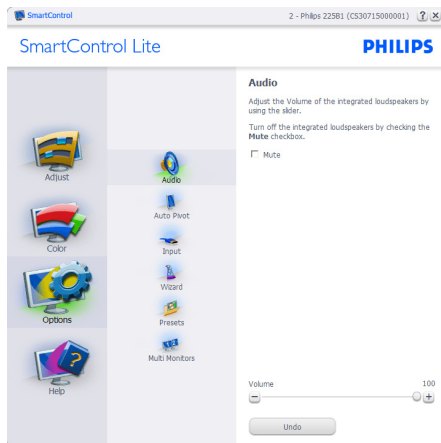 SmartControl
2 - Philips 225B1 (CS30715000001)
?
SmartControl Lite
PHILIPS
Adjust
Color
Options
Help
Audio
Auto Pivot
Input
Wizard
Presets
Multi Monitors
Audio
Adjust the Volume of the integrated loudspeakers by
using the slider.
Turn off the integrated loudspeakers by checking the
Mute checkbox.
Mute
Volume
100
Undo